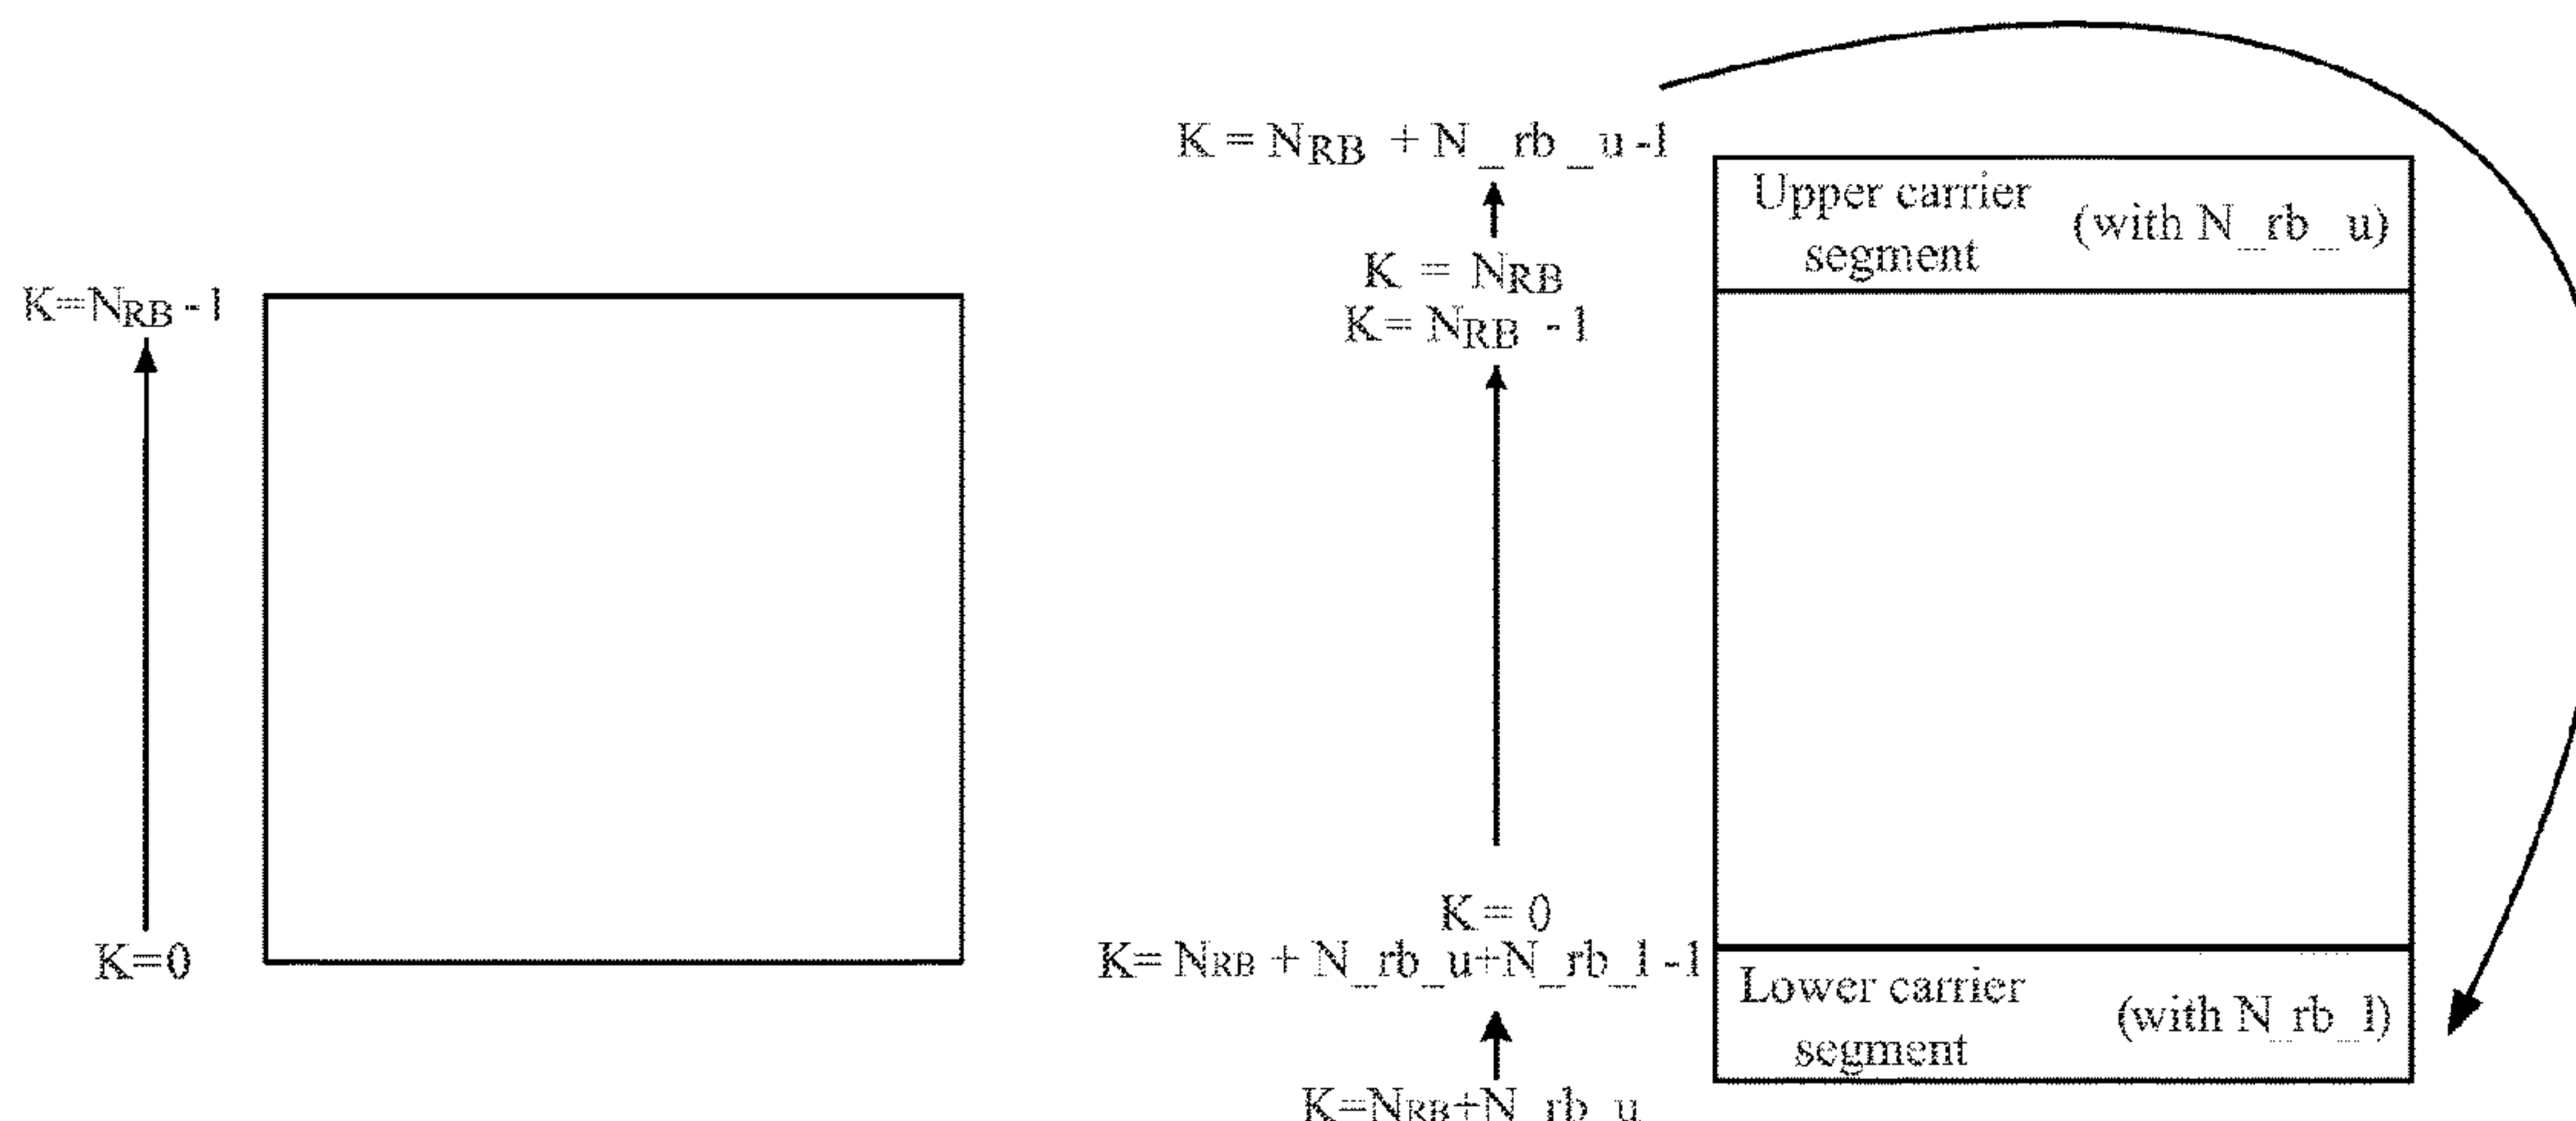 K=NRB - 1
K=0
K = NRB + N_rb_u-1
K = NRB
K= NRB - 1
K= 0
K= NRB + N_rb_u+N_rb_l-1
K=NRB+N_rb_u
Upper carrier
segment
(with N_rb_u)
Lower carrier
segment
(with N_rb_l)